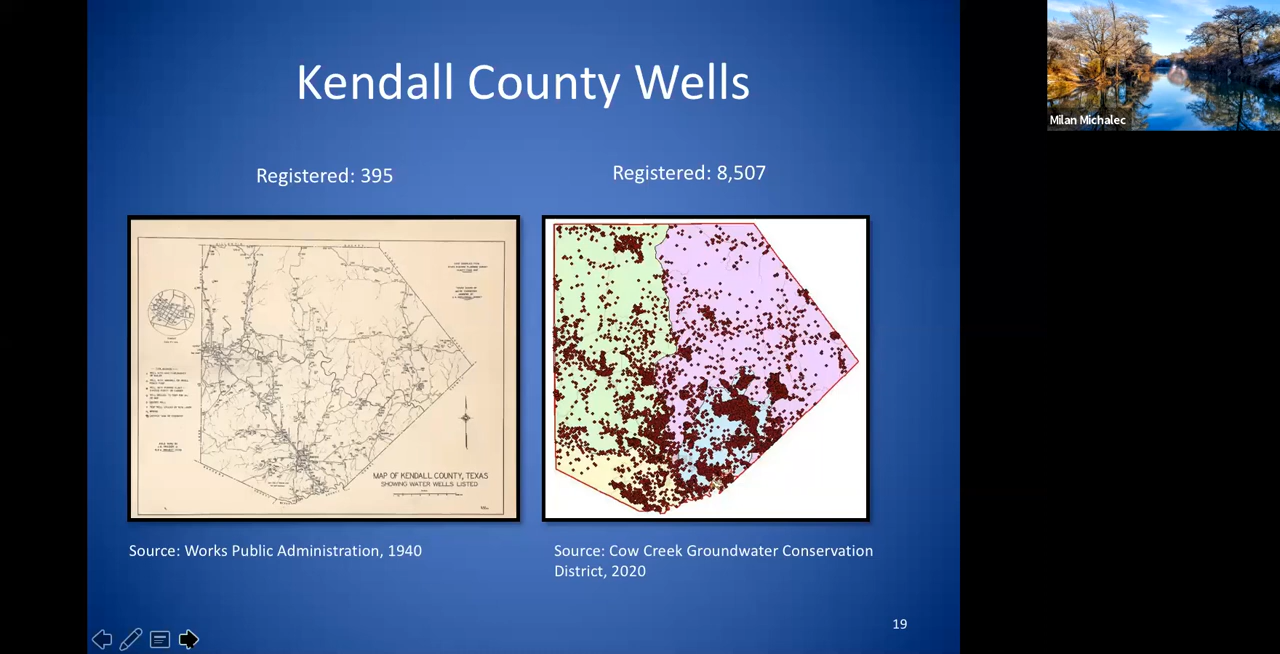 Kendall County Wells
Registered: 395
Registered: 8,507
MAP OF KENDALL COUNTY, TEXAS
SHOWING WATER WELLS LISTED
Source: Works Public Administration, 1940
Source: Cow Creek Groundwater Conservation
District, 2020
19
Milan Michalec